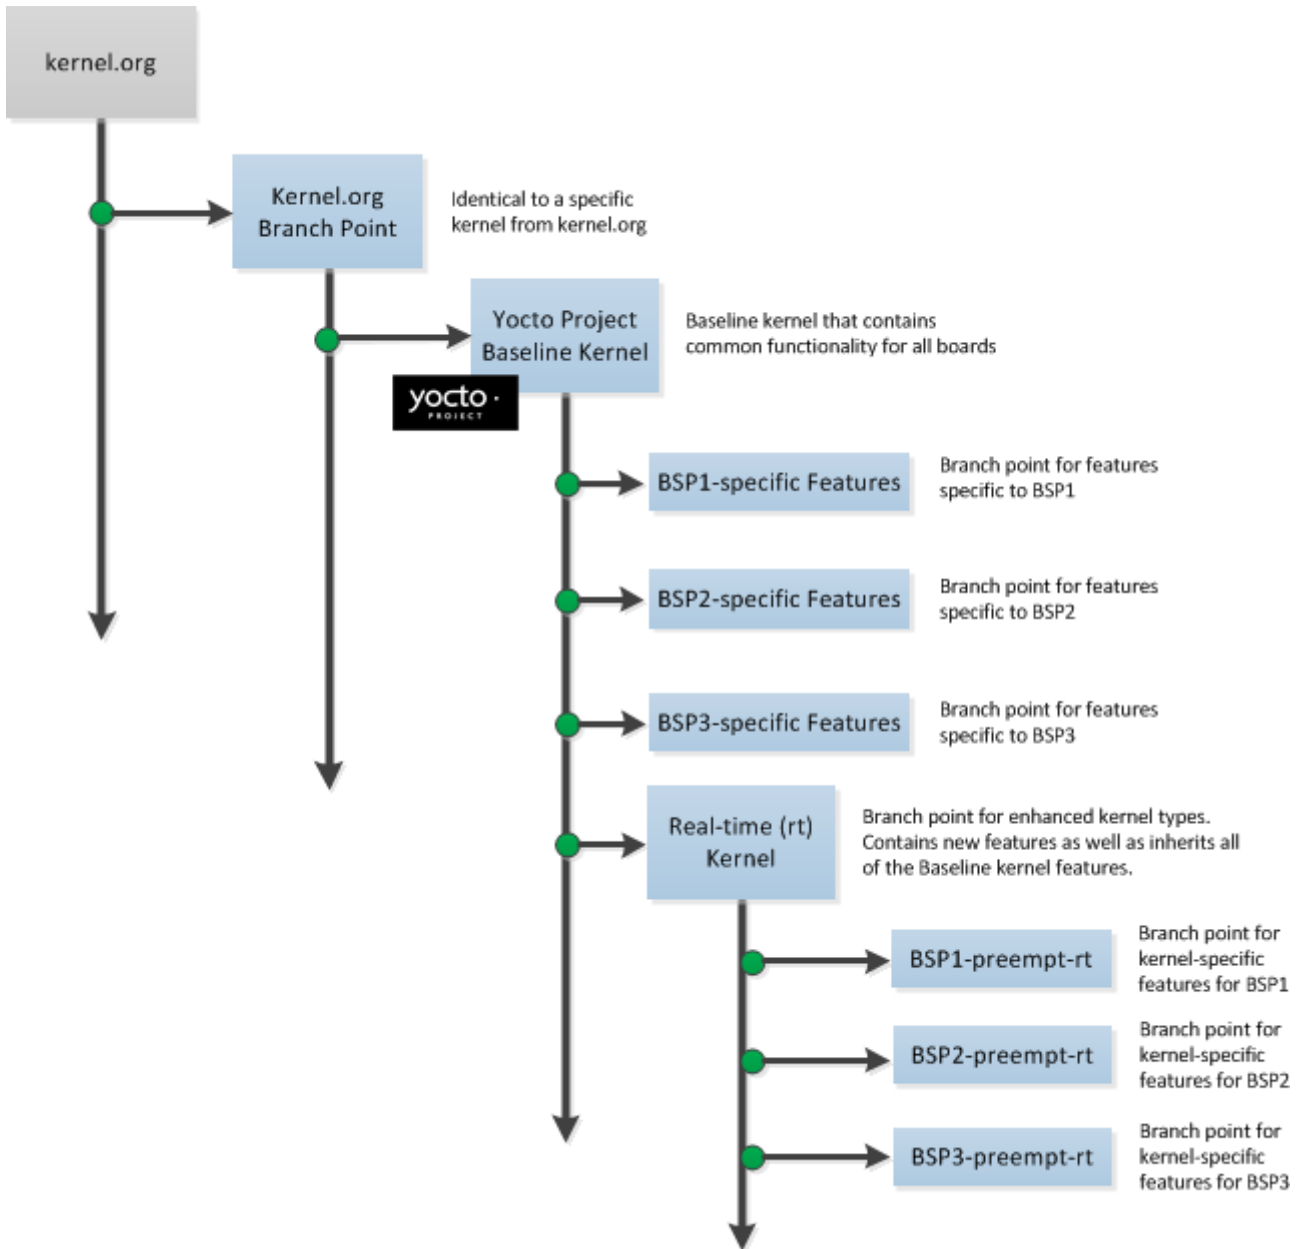 kernel.org
Kernel.org
Branch Point
Identical to a specific
kernel from kernel.org
Yocto Project
Baseline Kernel
Baseline kernel that contains
common functionality for all boards
yocto ·
PROJECT
BSP1-specific Features
Branch point for features
specific to BSP1
BSP2-specific Features
Branch point for features
specific to BSP2
BSP3-specific Features
Branch point for features
specific to BSP3
Real-time (rt)
Kernel
Branch point for enhanced kernel types.
Contains new features as well as inherits all
of the Baseline kernel features.
BSP1-preempt-rt
Branch point for
kernel-specific
features for BSP1
BSP2-preempt-rt
Branch point for
kernel-specific
features for BSP2
BSP3-preempt-rt
Branch point for
kernel-specific
features for BSP3